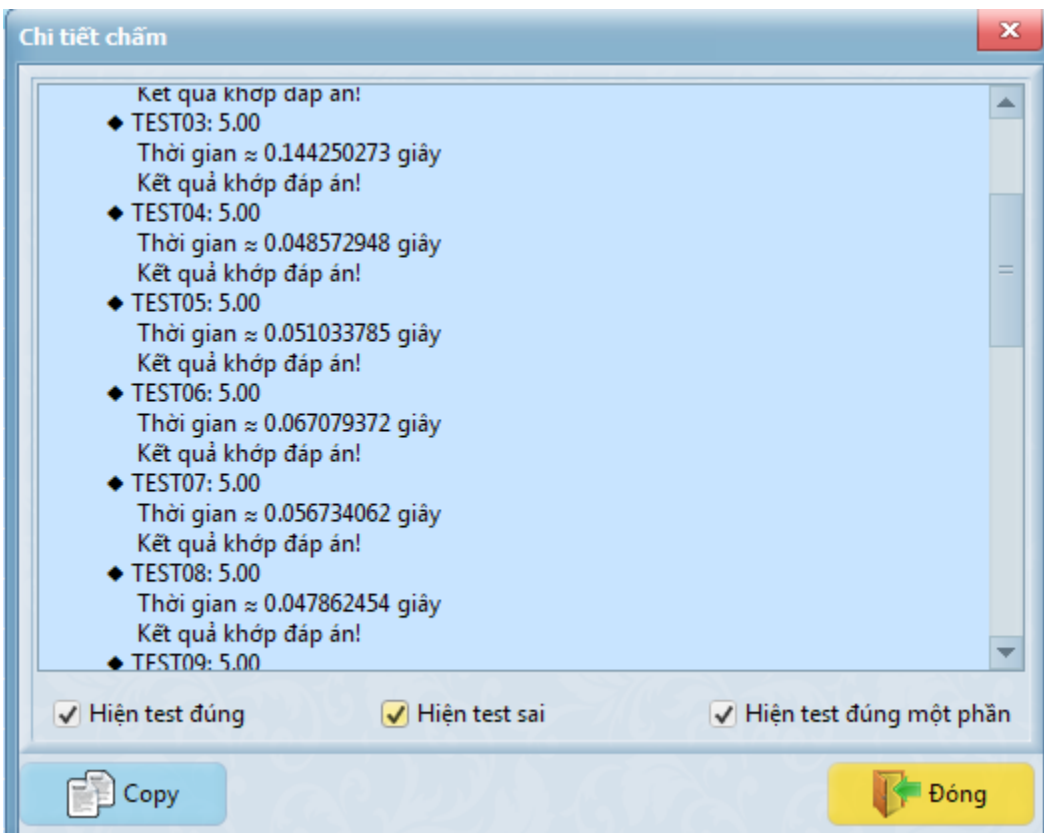 Chi tiết chấm
Kết quả khớp đáp án!
◆ TEST03: 5.00
Thời gian ≈ 0.144250273 giây
Kết quả khớp đáp án!
◆ TEST04: 5.00
Thời gian ≈ 0.048572948 giây
Kết quả khớp đáp án!
◆ TEST05: 5.00
Thời gian ≈ 0.051033785 giây
Kết quả khớp đáp án!
◆ TEST06: 5.00
Thời gian ≈ 0.067079372 giây
Kết quả khớp đáp án!
◆ TEST07: 5.00
Thời gian ≈ 0.056734062 giây
Kết quả khớp đáp án!
◆ TEST08: 5.00
Thời gian ≈ 0.047862454 giây
Kết quả khớp đáp án!
◆ TEST09: 5.00
Hiện test đúng Hiện test sai Hiện test đúng một phần
Copy Đóng